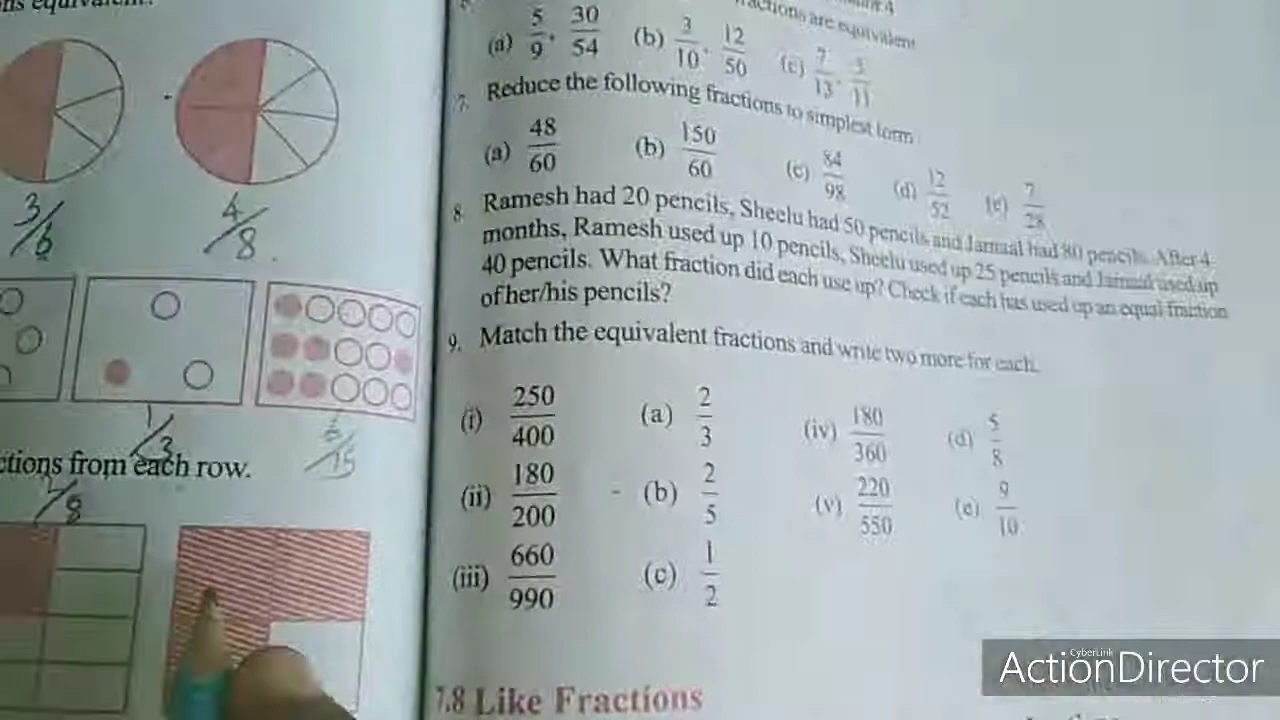 3/6
4/8
1/3
6/15
ctions from each row.
fractions are equivalent
(a) 5/9, 30/54 (b) 3/10, 12/50 (c) 7/13, 5/11
7. Reduce the following fractions to simplest form
(a) 48/60 (b) 150/60 (c) 84/98 (d) 12/52 (e) 7/28
8. Ramesh had 20 pencils, Sheelu had 50 pencils and Jamaal had 80 pencils. After 4
months, Ramesh used up 10 pencils, Sheelu used up 25 pencils and Jamaal used up
40 pencils. What fraction did each use up? Check if each has used up an equal fraction
of her/his pencils?
9. Match the equivalent fractions and write two more for each.
(i) 250/400 (a) 2/3 (iv) 180/360 (d) 5/8
(ii) 180/200 (b) 2/5 (v) 220/550 (e) 9/10
(iii) 660/990 (c) 1/2
7.8 Like Fractions
CyberLink
ActionDirector